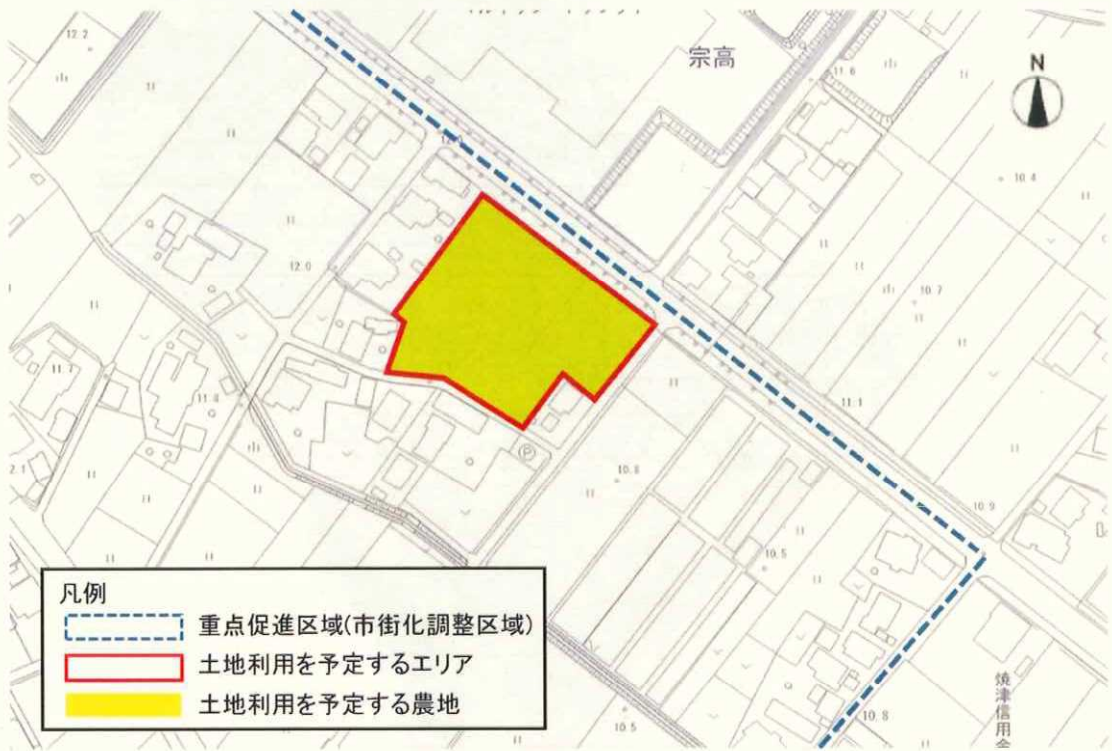 12.2
宗高
11.6
N
10.4
12.0
10.7
11.7
11.8
11.1
10.8
P
10.9
10.5
凡例
重点促進区域(市街化調整区域)
土地利用を予定するエリア
土地利用を予定する農地
10.5
10.8
焼津信用金